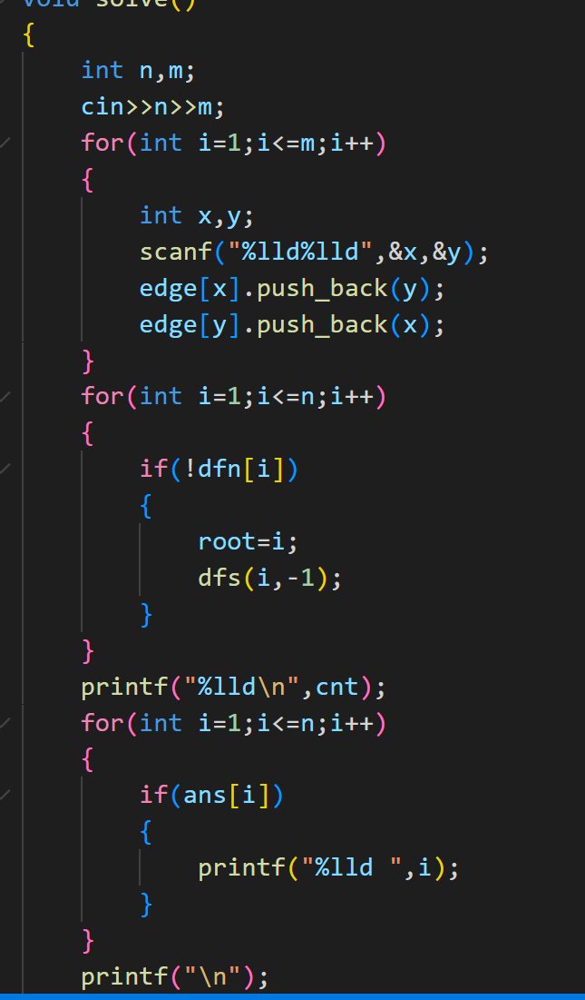 void solve()
{
int n,m;
cin>>n>>m;
for(int i=1;i<=m;i++)
{
int x,y;
scanf("%lld%lld",&x,&y);
edge[x].push_back(y);
edge[y].push_back(x);
}
for(int i=1;i<=n;i++)
{
if(!dfn[i])
{
root=i;
dfs(i,-1);
}
}
printf("%lld\n",cnt);
for(int i=1;i<=n;i++)
{
if(ans[i])
{
printf("%lld ",i);
}
}
printf("\n");